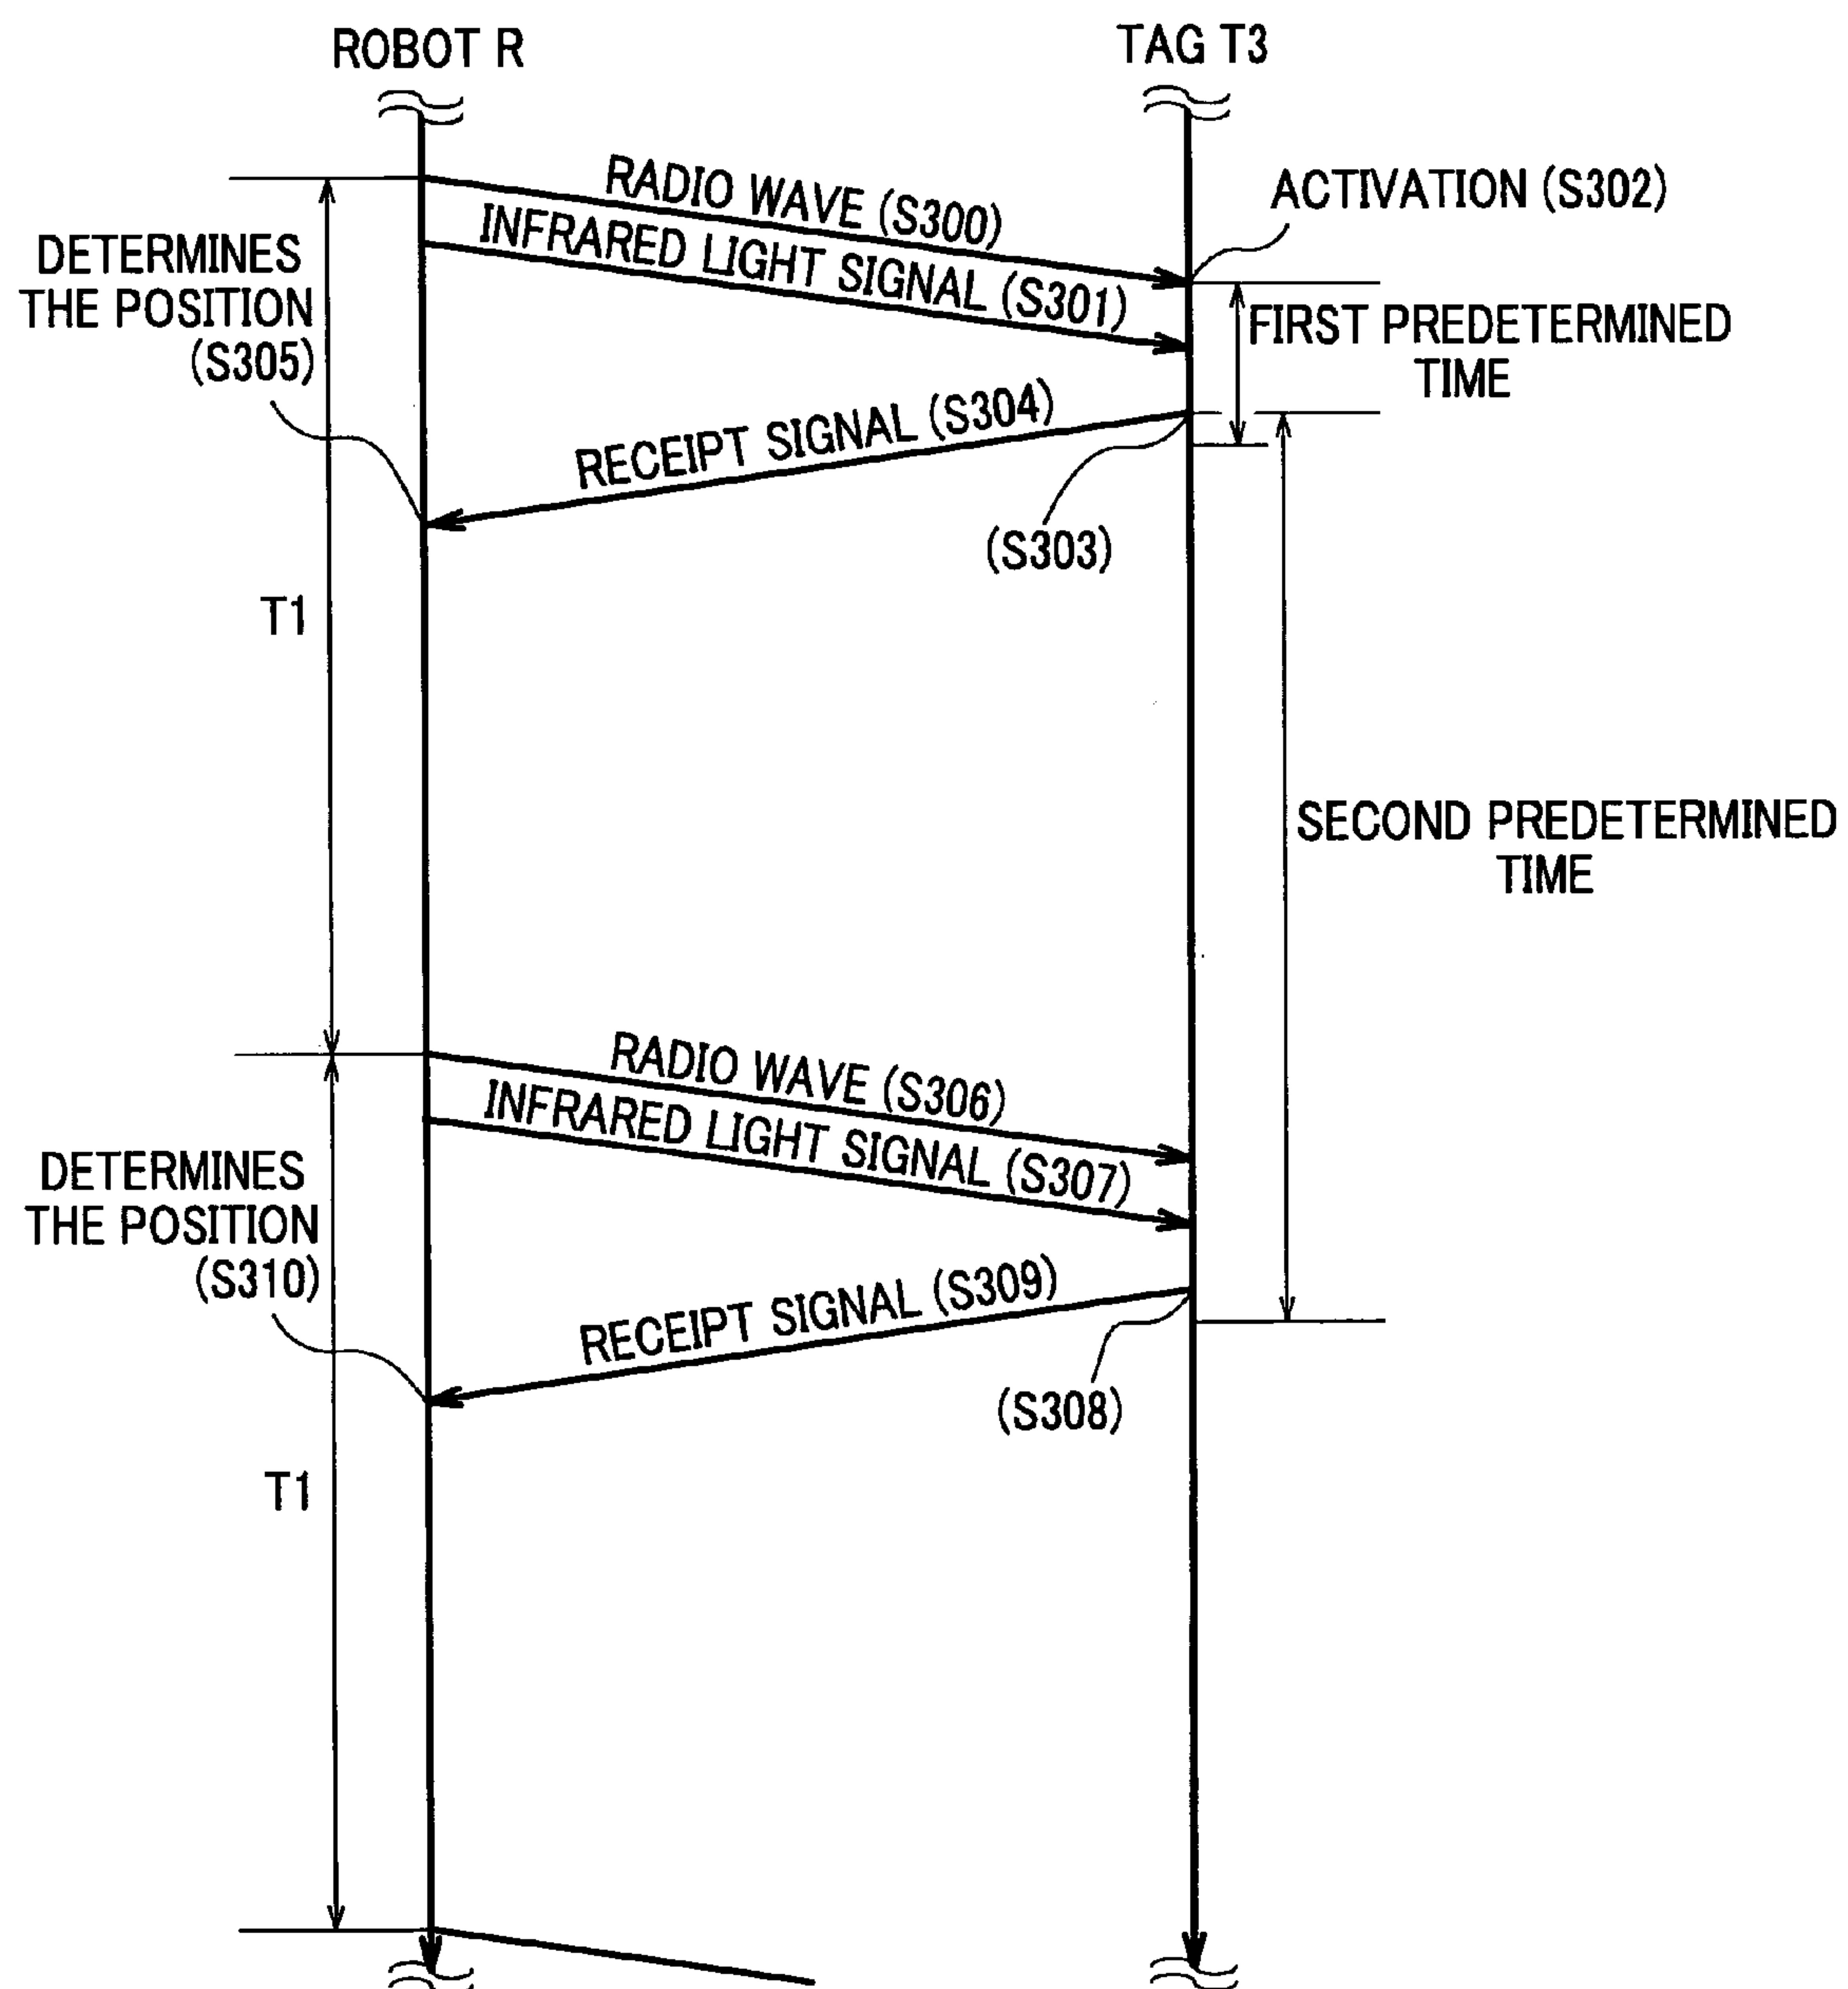 ROBOT R
TAG T3
RADIO WAVE (S300)
ACTIVATION (S302)
INFRARED LIGHT SIGNAL (S301)
DETERMINES
THE POSITION
(S305)
FIRST PREDETERMINED
TIME
RECEIPT SIGNAL (S304)
(S303)
T1
SECOND PREDETERMINED
TIME
RADIO WAVE (S306)
INFRARED LIGHT SIGNAL (S307)
DETERMINES
THE POSITION
(S310)
RECEIPT SIGNAL (S309)
(S308)
T1